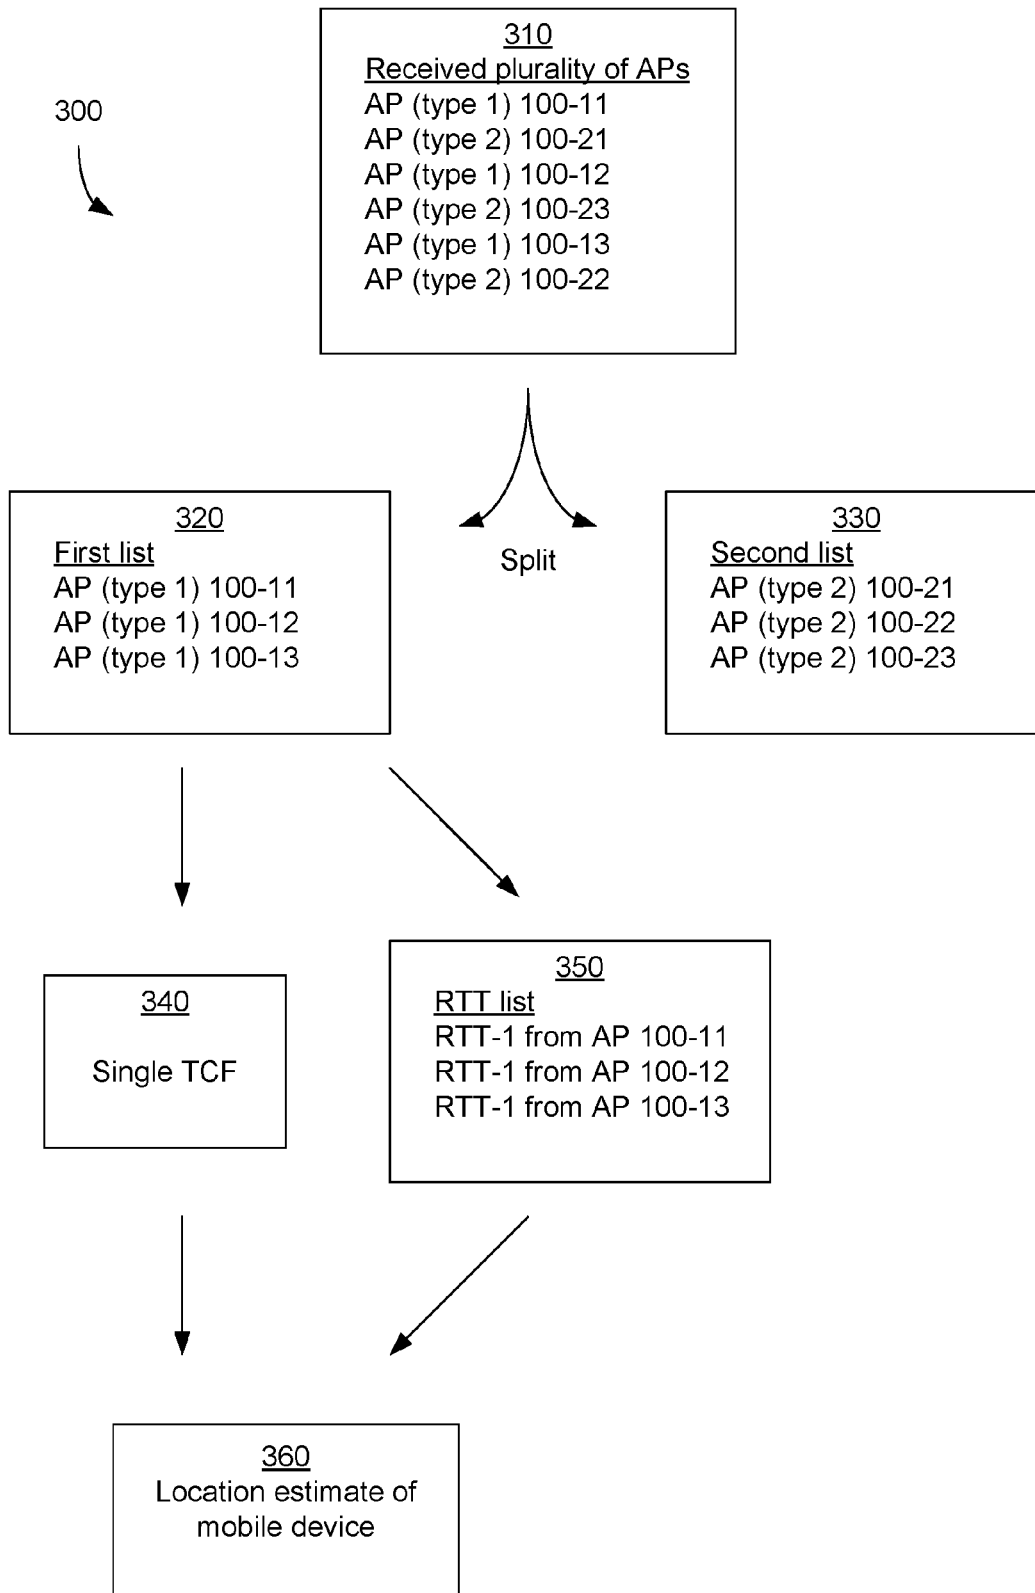 310
Received plurality of APs
AP (type 1) 100-11
AP (type 2) 100-21
AP (type 1) 100-12
AP (type 2) 100-23
AP (type 1) 100-13
AP (type 2) 100-22
300
Split
320
First list
AP (type 1) 100-11
AP (type 1) 100-12
AP (type 1) 100-13
330
Second list
AP (type 2) 100-21
AP (type 2) 100-22
AP (type 2) 100-23
340
Single TCF
350
RTT list
RTT-1 from AP 100-11
RTT-1 from AP 100-12
RTT-1 from AP 100-13
360
Location estimate of
mobile device